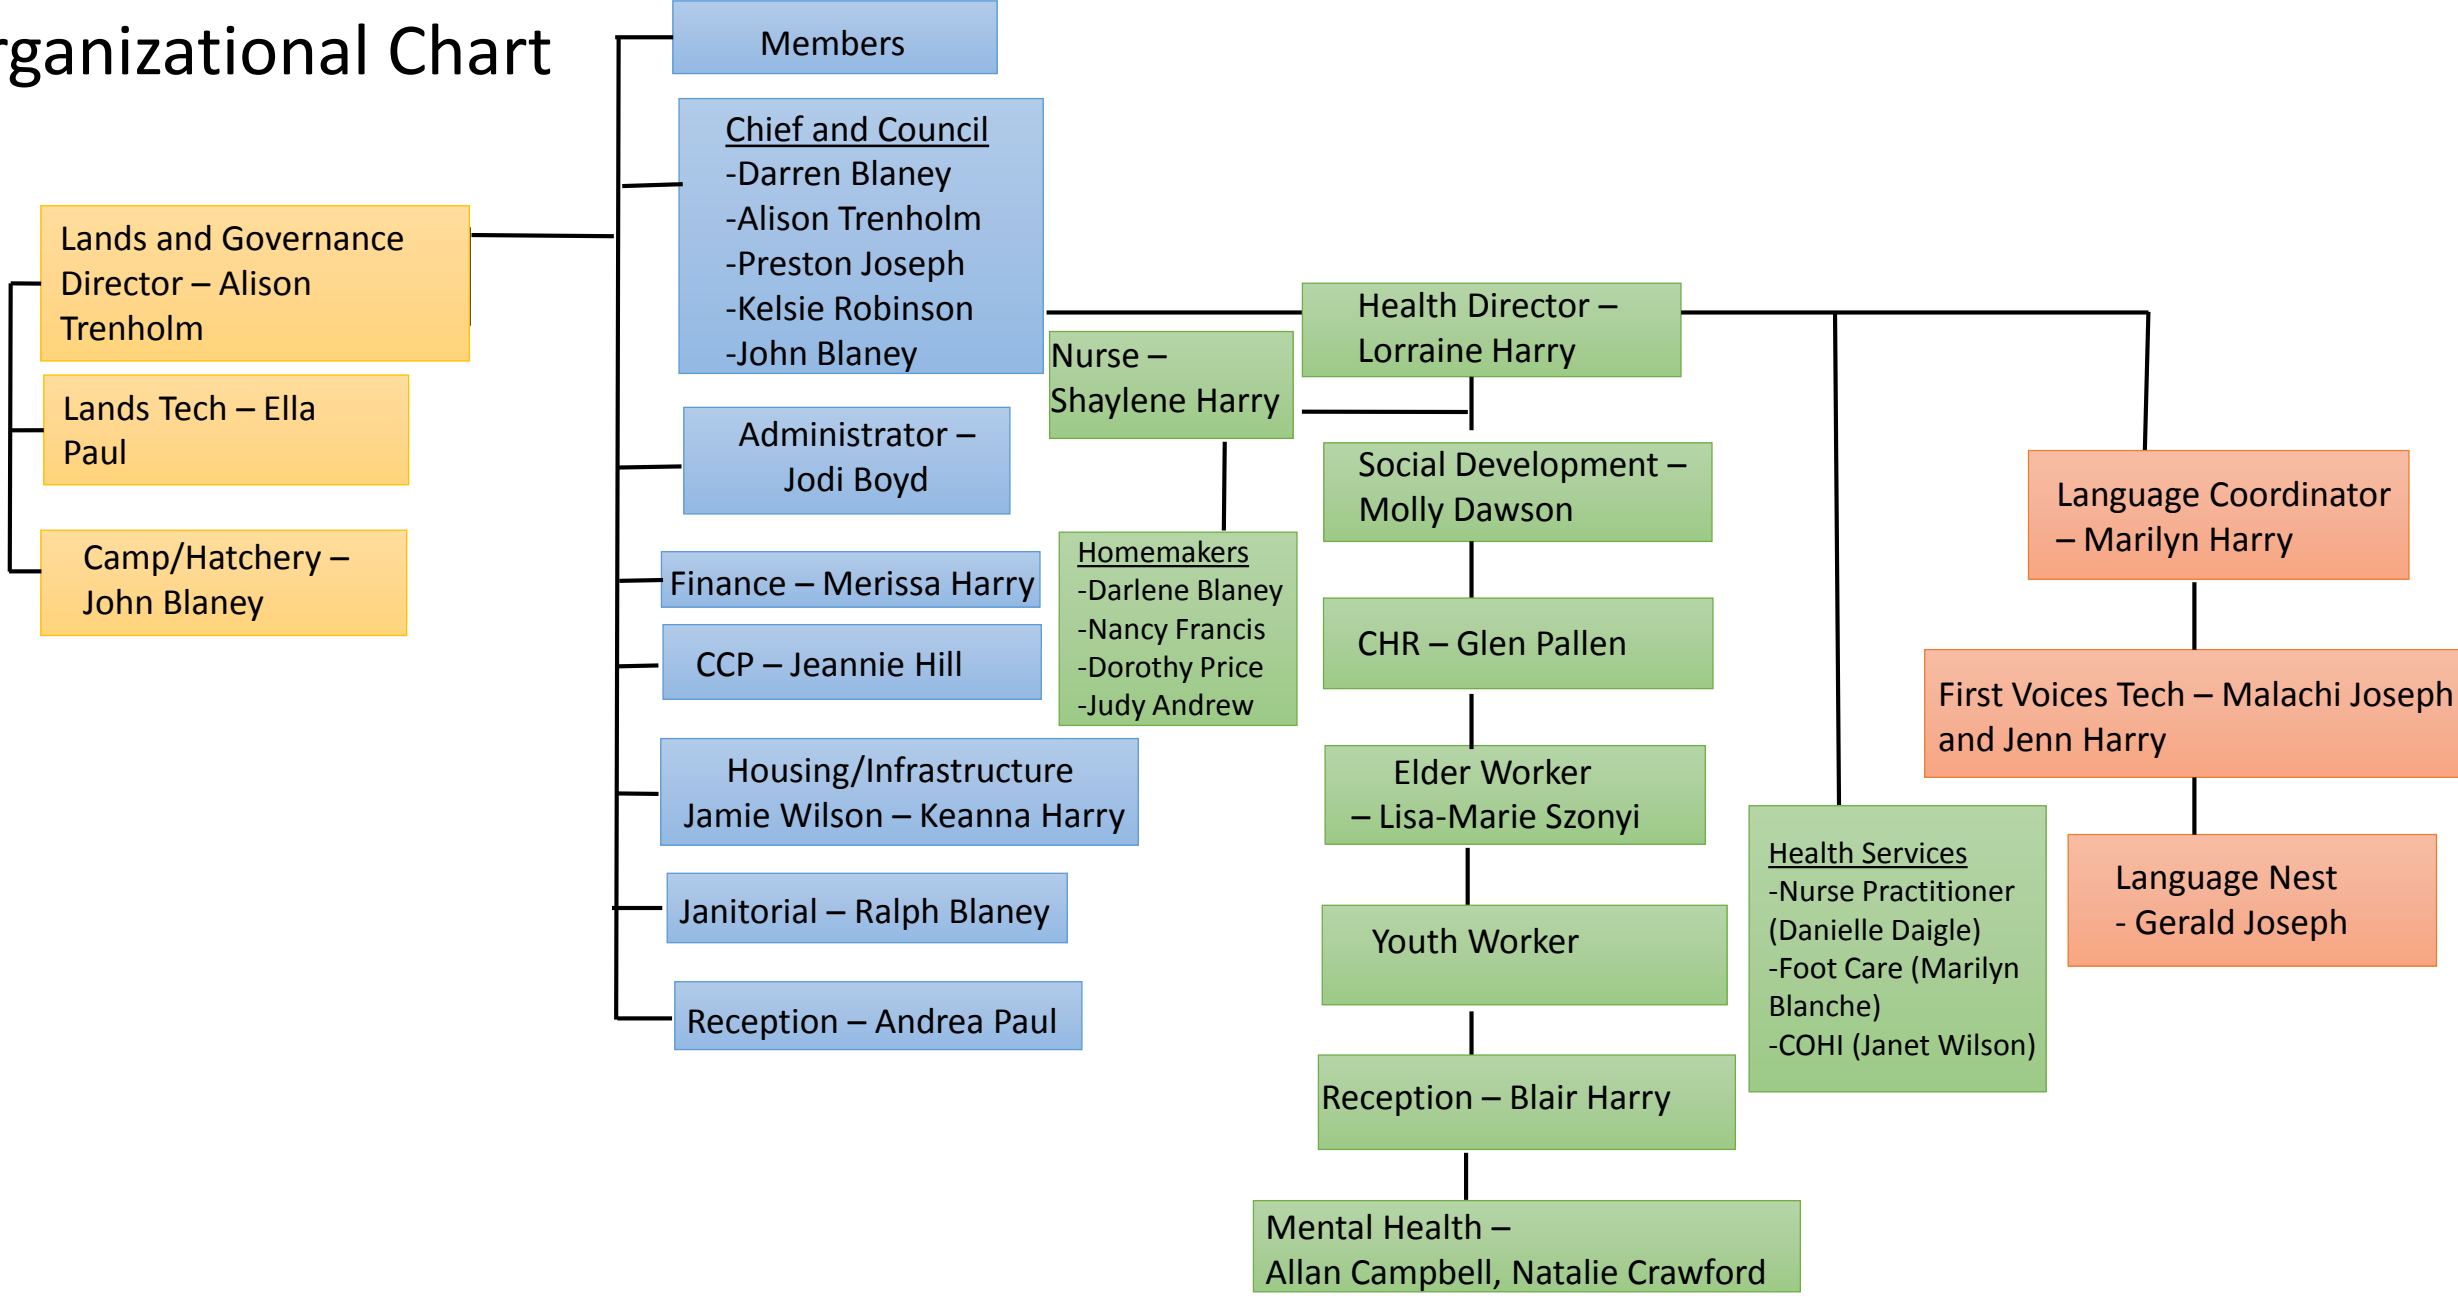 rganizational Chart
Members
Chief and Council
-Darren Blaney
-Alison Trenholm
-Preston Joseph
-Kelsie Robinson
-John Blaney
Lands and Governance
Director – Alison
Trenholm
Lands Tech – Ella
Paul
Camp/Hatchery –
John Blaney
Administrator –
Jodi Boyd
Finance – Merissa Harry
CCP – Jeannie Hill
Housing/Infrastructure
Jamie Wilson – Keanna Harry
Janitorial – Ralph Blaney
Reception – Andrea Paul
Health Director –
Lorraine Harry
Nurse –
Shaylene Harry
Homemakers
-Darlene Blaney
-Nancy Francis
-Dorothy Price
-Judy Andrew
Social Development –
Molly Dawson
CHR – Glen Pallen
Elder Worker
– Lisa-Marie Szonyi
Youth Worker
Reception – Blair Harry
Mental Health –
Allan Campbell, Natalie Crawford
Health Services
-Nurse Practitioner
(Danielle Daigle)
-Foot Care (Marilyn
Blanche)
-COHI (Janet Wilson)
Language Coordinator
– Marilyn Harry
First Voices Tech – Malachi Joseph
and Jenn Harry
Language Nest
- Gerald Joseph